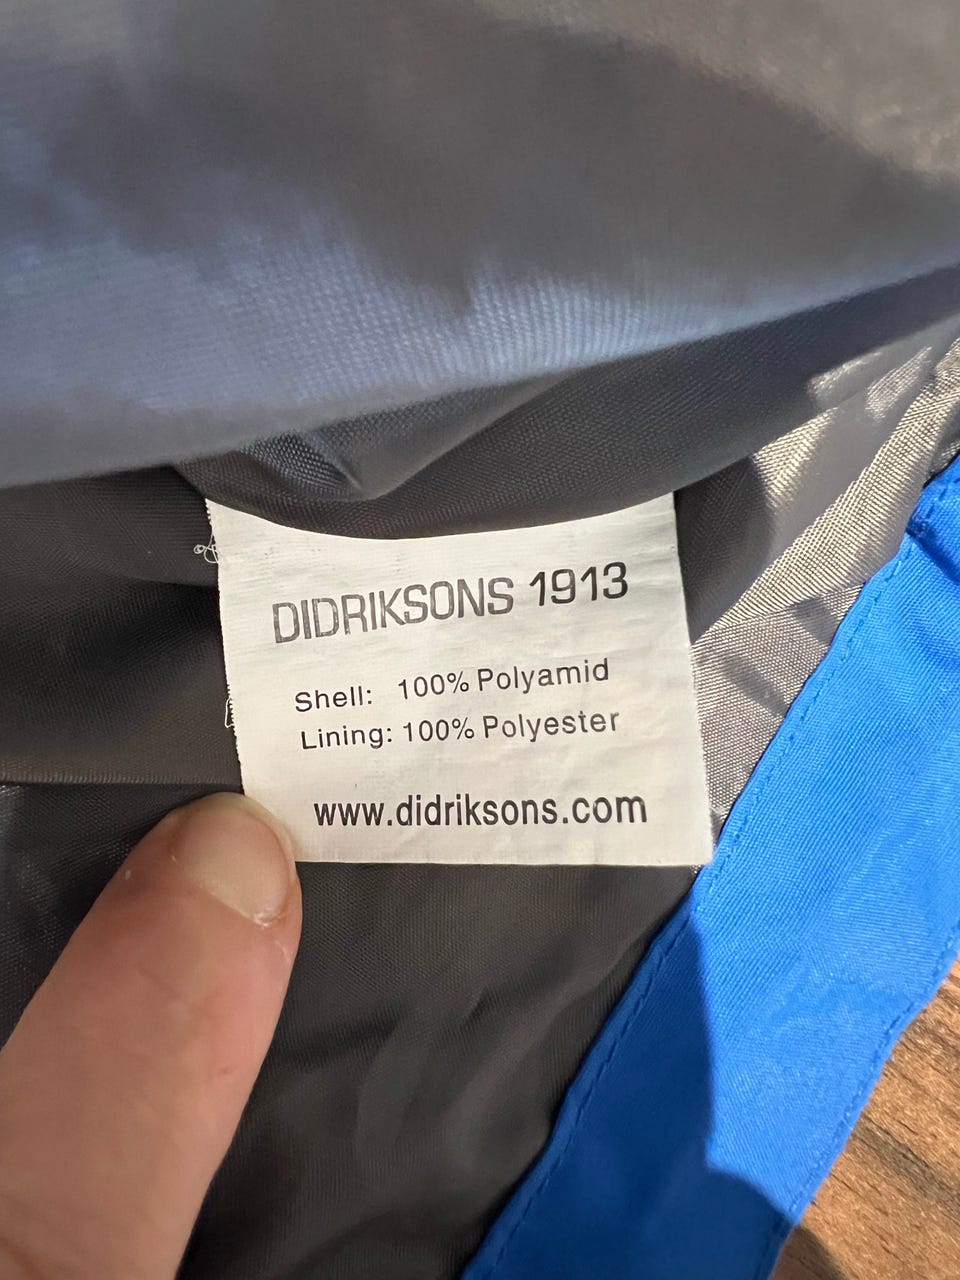 DIDRIKSONS 1913
Shell: 100% Polyamid
Lining: 100% Polyester
www.didriksons.com